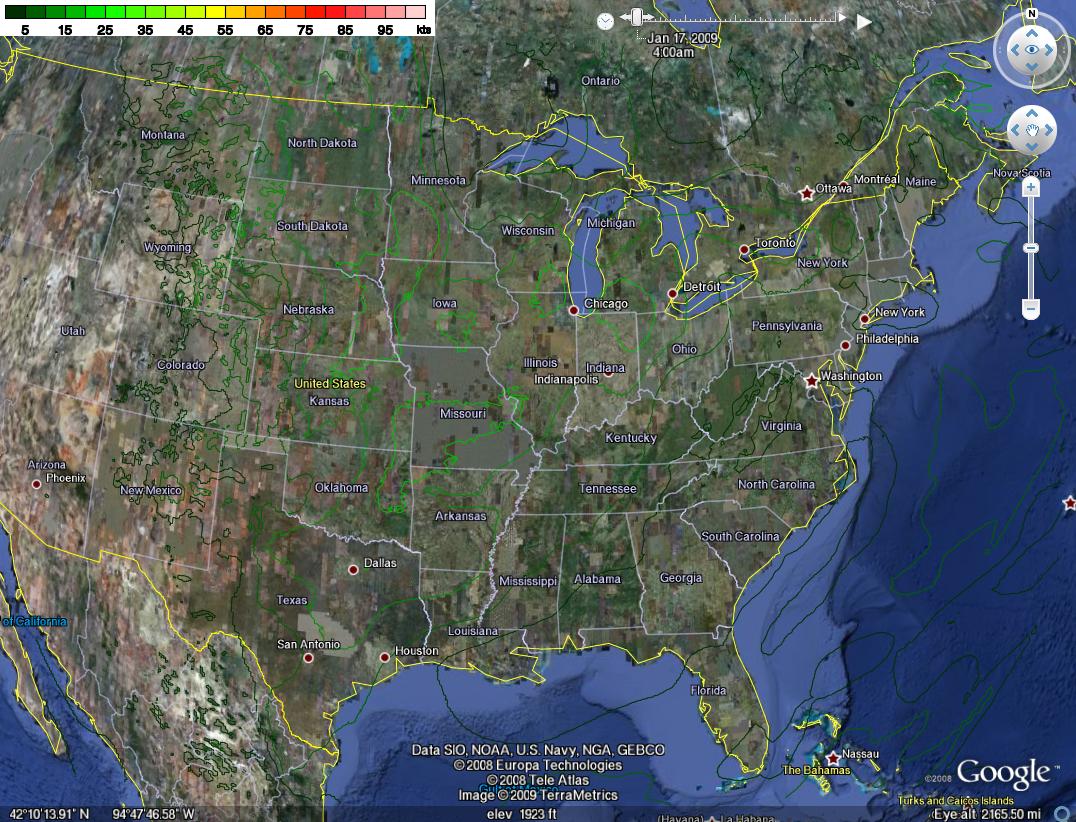 5 15 25 35 45 55 65 75 85 95 kts
N
Jan 17, 2009
4:00am
Ontario
Montana
North Dakota
Minnesota
Ottawa
Montréal
Maine
Nova Scotia
South Dakota
Wisconsin
Michigan
Toronto
Wyoming
New York
Nebraska
Iowa
Chicago
Detroit
New York
Utah
Pennsylvania
Philadelphia
Colorado
Illinois
Indiana
Ohio
Indianapolis
Washington
United States
Kansas
Missouri
Kentucky
Virginia
Arizona
Phoenix
New Mexico
Oklahoma
Tennessee
North Carolina
Arkansas
South Carolina
Dallas
Mississippi
Alabama
Georgia
Texas
of California
Louisiana
San Antonio
Houston
Florida
Nassau
The Bahamas
Data SIO, NOAA, U.S. Navy, NGA, GEBCO
© 2008 Europa Technologies
© 2008 Tele Atlas
Gulf of Mexico
Image © 2009 TerraMetrics
©2008 Google™
Turks and Caicos Islands
42°10'13.91" N 94°47'46.58" W elev 1923 ft Eye alt 2165.50 mi
(Havana) La Habana